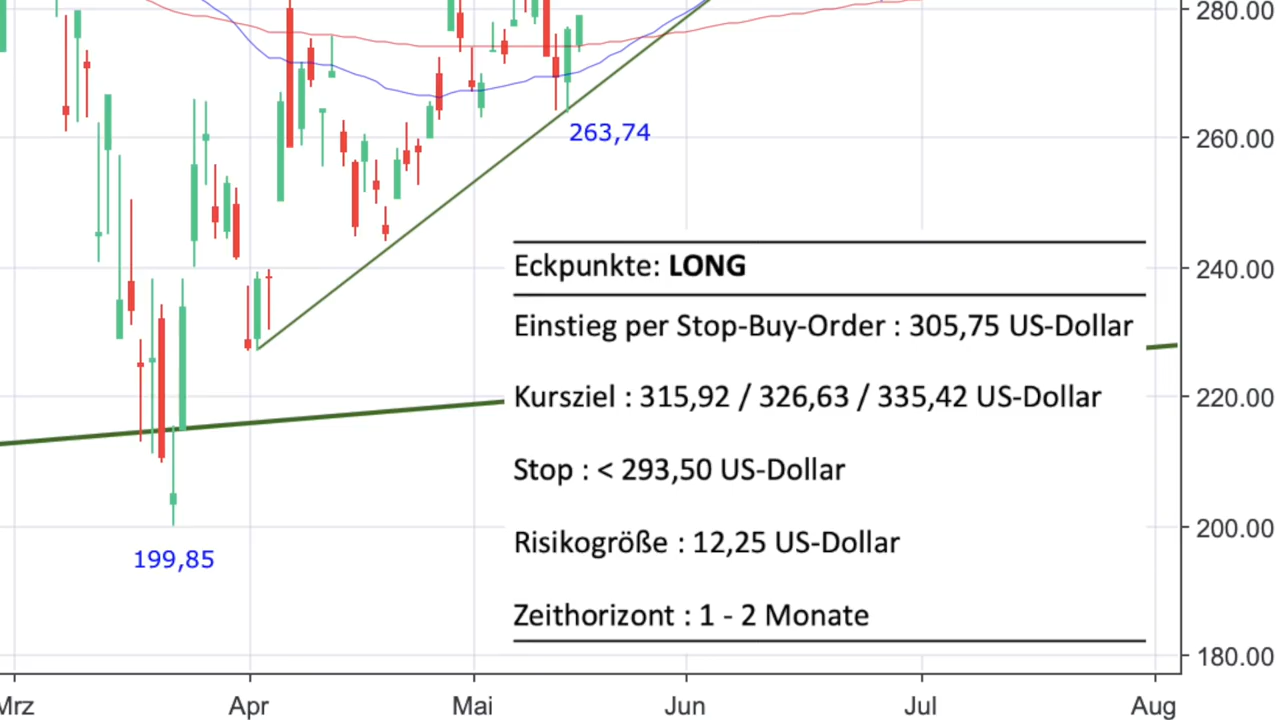 280.00
263,74
260.00
Eckpunkte: LONG
240.00
Einstieg per Stop-Buy-Order : 305,75 US-Dollar
Kursziel : 315,92 / 326,63 / 335,42 US-Dollar
220.00
Stop : < 293,50 US-Dollar
200.00
Risikogröße : 12,25 US-Dollar
199,85
Zeithorizont : 1 - 2 Monate
180.00
Mrz Apr Mai Jun Jul Aug